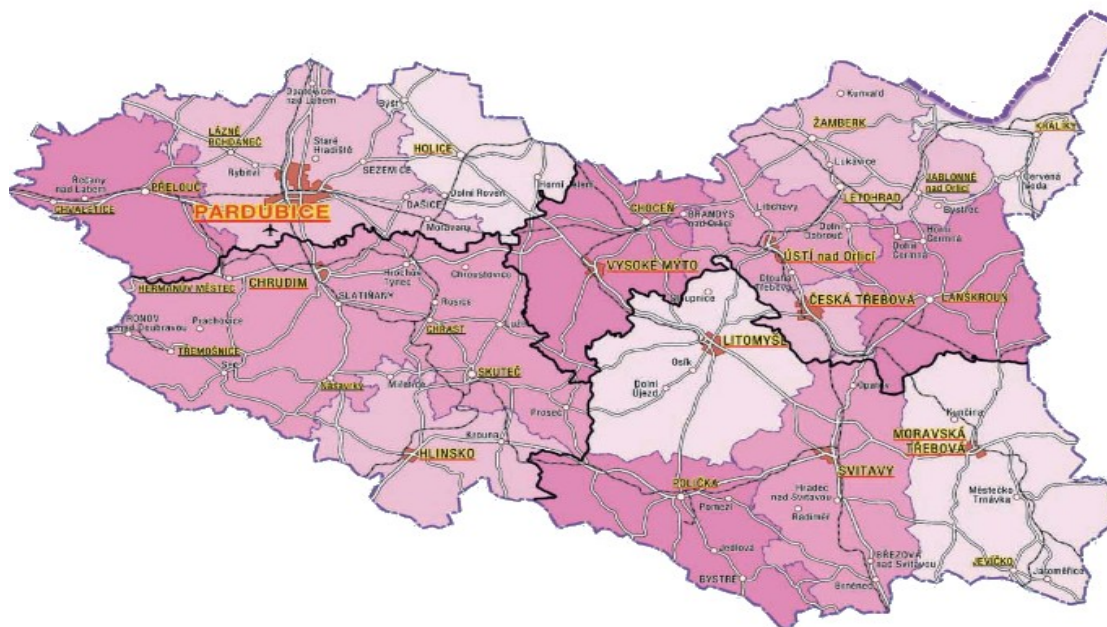 Kunvald
Býšť
LÁZNĚ
BOHDANEČ
Staré
Hradiště
ŽAMBERK
KRÁLÍKY
HOLICE
Rybitví
SEZEMICE
Lukavice
JABLONNÉ
nad Orlicí
Červená
Voda
Řečany
nad Labem
PŘELOUČ
Dolní Roveň
LETOHRAD
CHVALETICE
DAŠICE
Bystřec
PARDUBICE
Moravany
CHOCEŇ
BRANDÝS
nad Orlicí
Libchavy
Dolní
Dobrouč
Horní
Čermná
Dolní
Čermná
ÚSTÍ nad Orlicí
HEŘMANŮV MĚSTEC
CHRUDIM
Hrochův
Týnec
Chroustovice
VYSOKÉ MÝTO
Dlouhá
Třebová
SLATIŇANY
Rosice
Sloupnice
ČESKÁ TŘEBOVÁ
LANŠKROUN
RONOV
nad Doubravou
Prachovice
CHRAST
Luže
LITOMYŠL
TŘEMOŠNICE
Seč
Osík
Dolní
Újezd
Opatov
NASAVRKY
Miřetice
SKUTEČ
Proseč
Kunčina
Krouna
MORAVSKÁ
TŘEBOVÁ
HLINSKO
SVITAVY
POLIČKA
Pomezí
Hradec
nad Svitavou
Radiměř
Městečko
Trnávka
Jedlová
BŘEZOVÁ
nad Svitavou
JEVÍČKO
Jaroměřice
BYSTRÉ
Brněnec